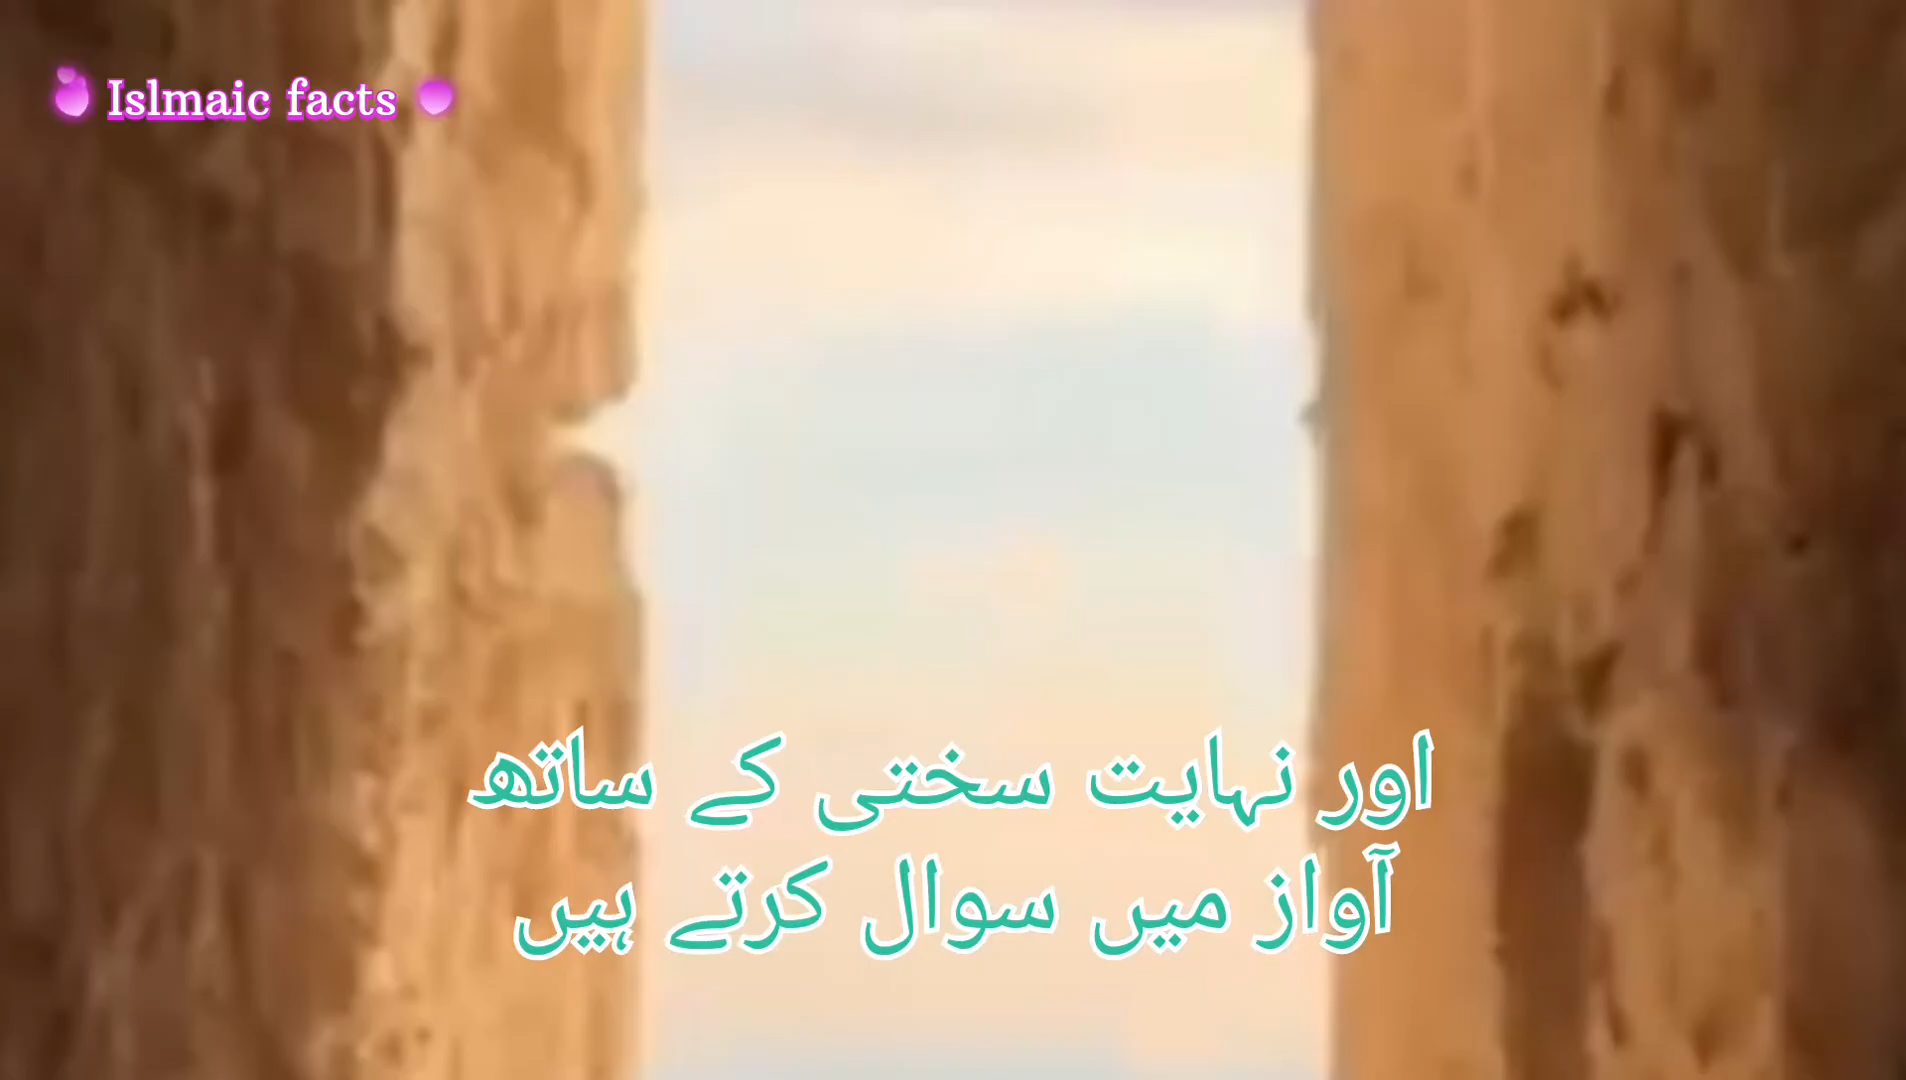 Islmaic facts
اور نہایت سختی کے ساتھ
آواز میں سوال کرتے ہیں